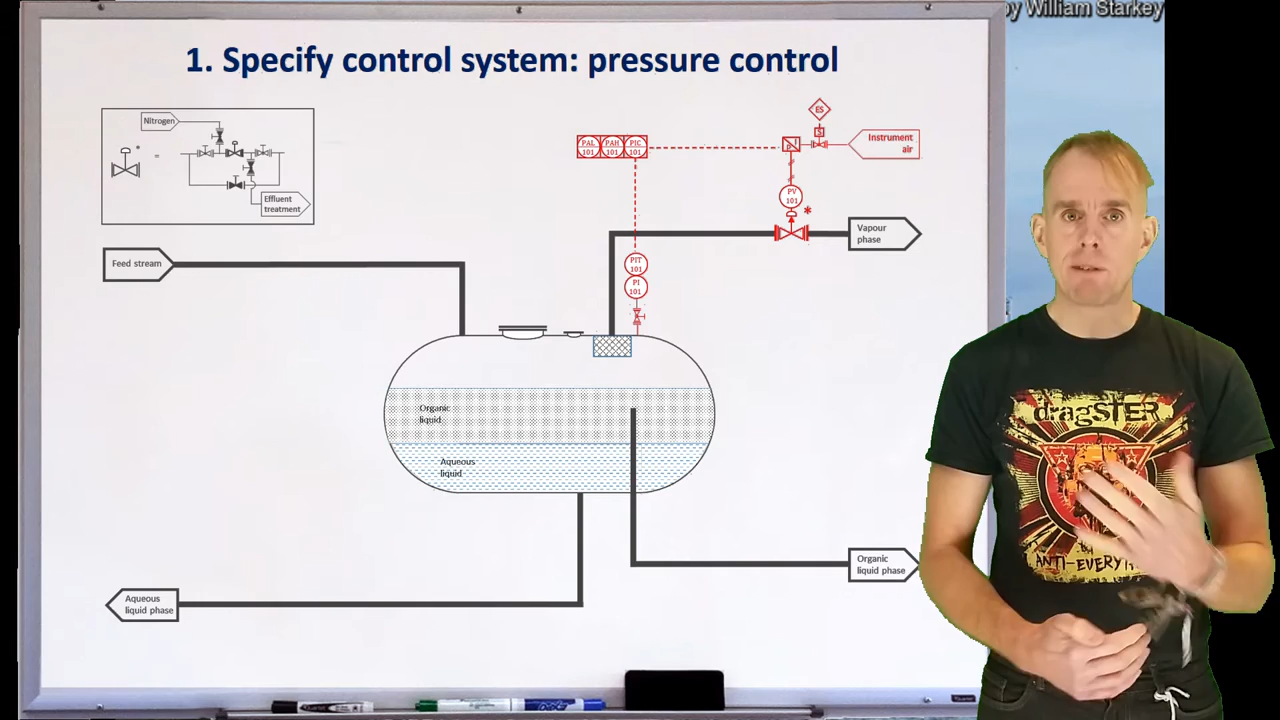 by William Starkey
1. Specify control system: pressure control
Nitrogen
*
=
Effluent
treatment
ES
S
PAL
101
PAH
101
PIC
101
I
P
Instrument
air
PV
101
*
Vapour
phase
Feed stream
PIT
101
PI
101
Organic
liquid
Aqueous
liquid
Organic
liquid phase
Aqueous
liquid phase
dragSTER
ANTI-EVERY